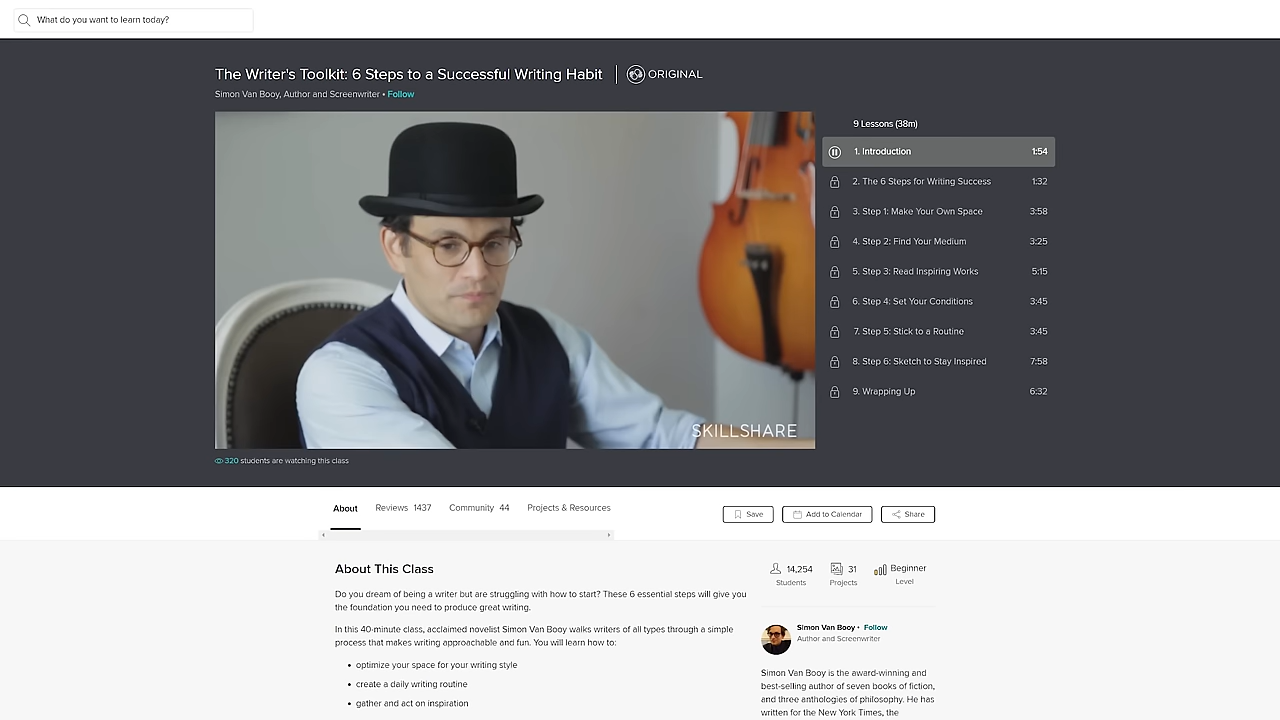 What do you want to learn today?
The Writer's Toolkit: 6 Steps to a Successful Writing Habit
ORIGINAL
Simon Van Booy, Author and Screenwriter • Follow
9 Lessons (38m)
1. Introduction 1:54
2. The 6 Steps for Writing Success 1:32
3. Step 1: Make Your Own Space 3:58
4. Step 2: Find Your Medium 3:25
5. Step 3: Read Inspiring Works 5:15
6. Step 4: Set Your Conditions 3:45
7. Step 5: Stick to a Routine 3:45
8. Step 6: Sketch to Stay Inspired 7:58
9. Wrapping Up 6:32
SKILLSHARE
320 students are watching this class
About Reviews 1437 Community 44 Projects & Resources
Save Add to Calendar Share
About This Class
Do you dream of being a writer but are struggling with how to start? These 6 essential steps will give you
the foundation you need to produce great writing.
In this 40-minute class, acclaimed novelist Simon Van Booy walks writers of all types through a simple
process that makes writing approachable and fun. You will learn how to:
• optimize your space for your writing style
• create a daily writing routine
• gather and act on inspiration
14,254 Students
31 Projects
Beginner Level
Simon Van Booy • Follow
Author and Screenwriter
Simon Van Booy is the award-winning and
best-selling author of seven books of fiction,
and three anthologies of philosophy. He has
written for the New York Times, the